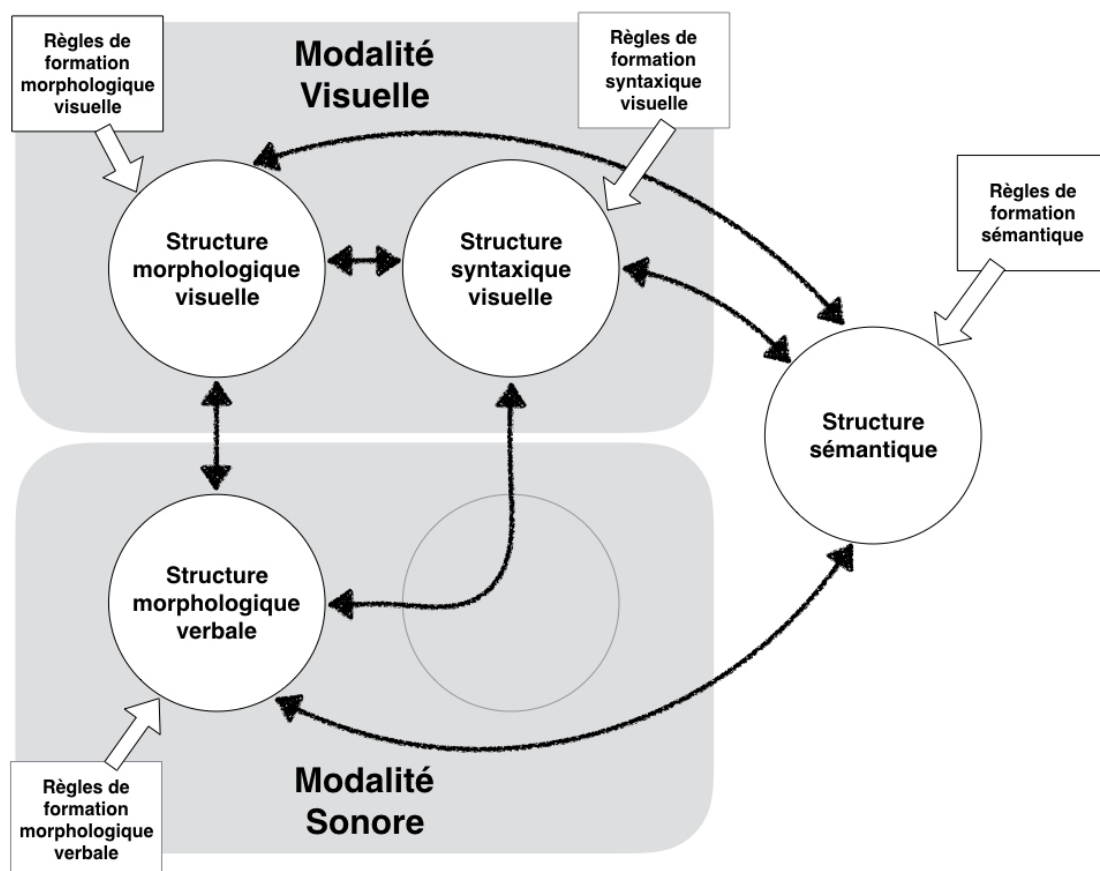 Règles de
formation
morphologique
visuelle
Modalité
Visuelle
Règles de
formation
syntaxique
visuelle
Règles de
formation
sémantique
Structure
morphologique
visuelle
Structure
syntaxique
visuelle
Structure
sémantique
Structure
morphologique
verbale
Modalité
Sonore
Règles de
formation
morphologique
verbale